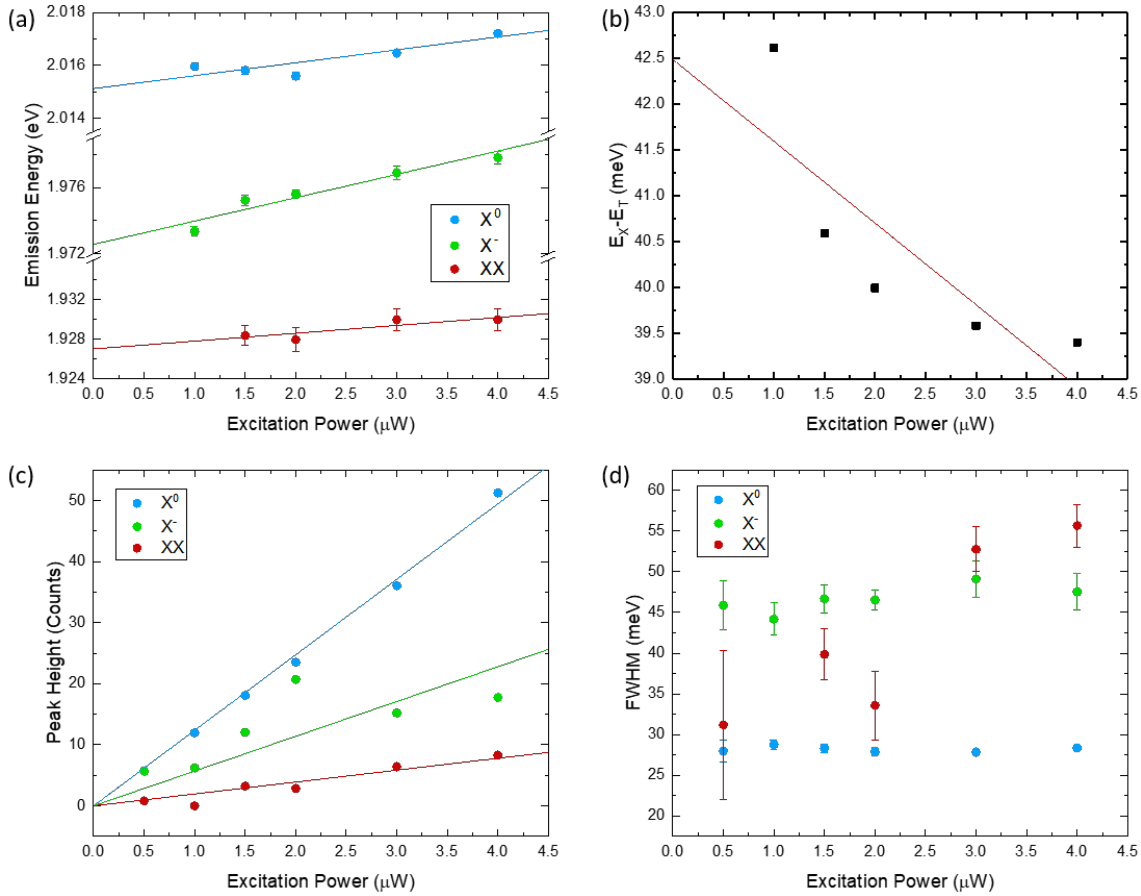 (a)
2.018
2.016
2.014
1.976
1.972
1.932
1.928
1.924
Emission Energy (eV)
X⁰
X⁻
XX
0.0 0.5 1.0 1.5 2.0 2.5 3.0 3.5 4.0 4.5
Excitation Power (μW)
(b)
43.0
42.5
42.0
41.5
41.0
40.5
40.0
39.5
39.0
E_X-E_T (meV)
0.0 0.5 1.0 1.5 2.0 2.5 3.0 3.5 4.0 4.5
Excitation Power (μW)
(c)
50
40
30
20
10
0
Peak Height (Counts)
X⁰
X⁻
XX
0.0 0.5 1.0 1.5 2.0 2.5 3.0 3.5 4.0 4.5
Excitation Power (μW)
(d)
60
55
50
45
40
35
30
25
20
FWHM (meV)
X⁰
X⁻
XX
0.0 0.5 1.0 1.5 2.0 2.5 3.0 3.5 4.0 4.5
Excitation Power (μW)